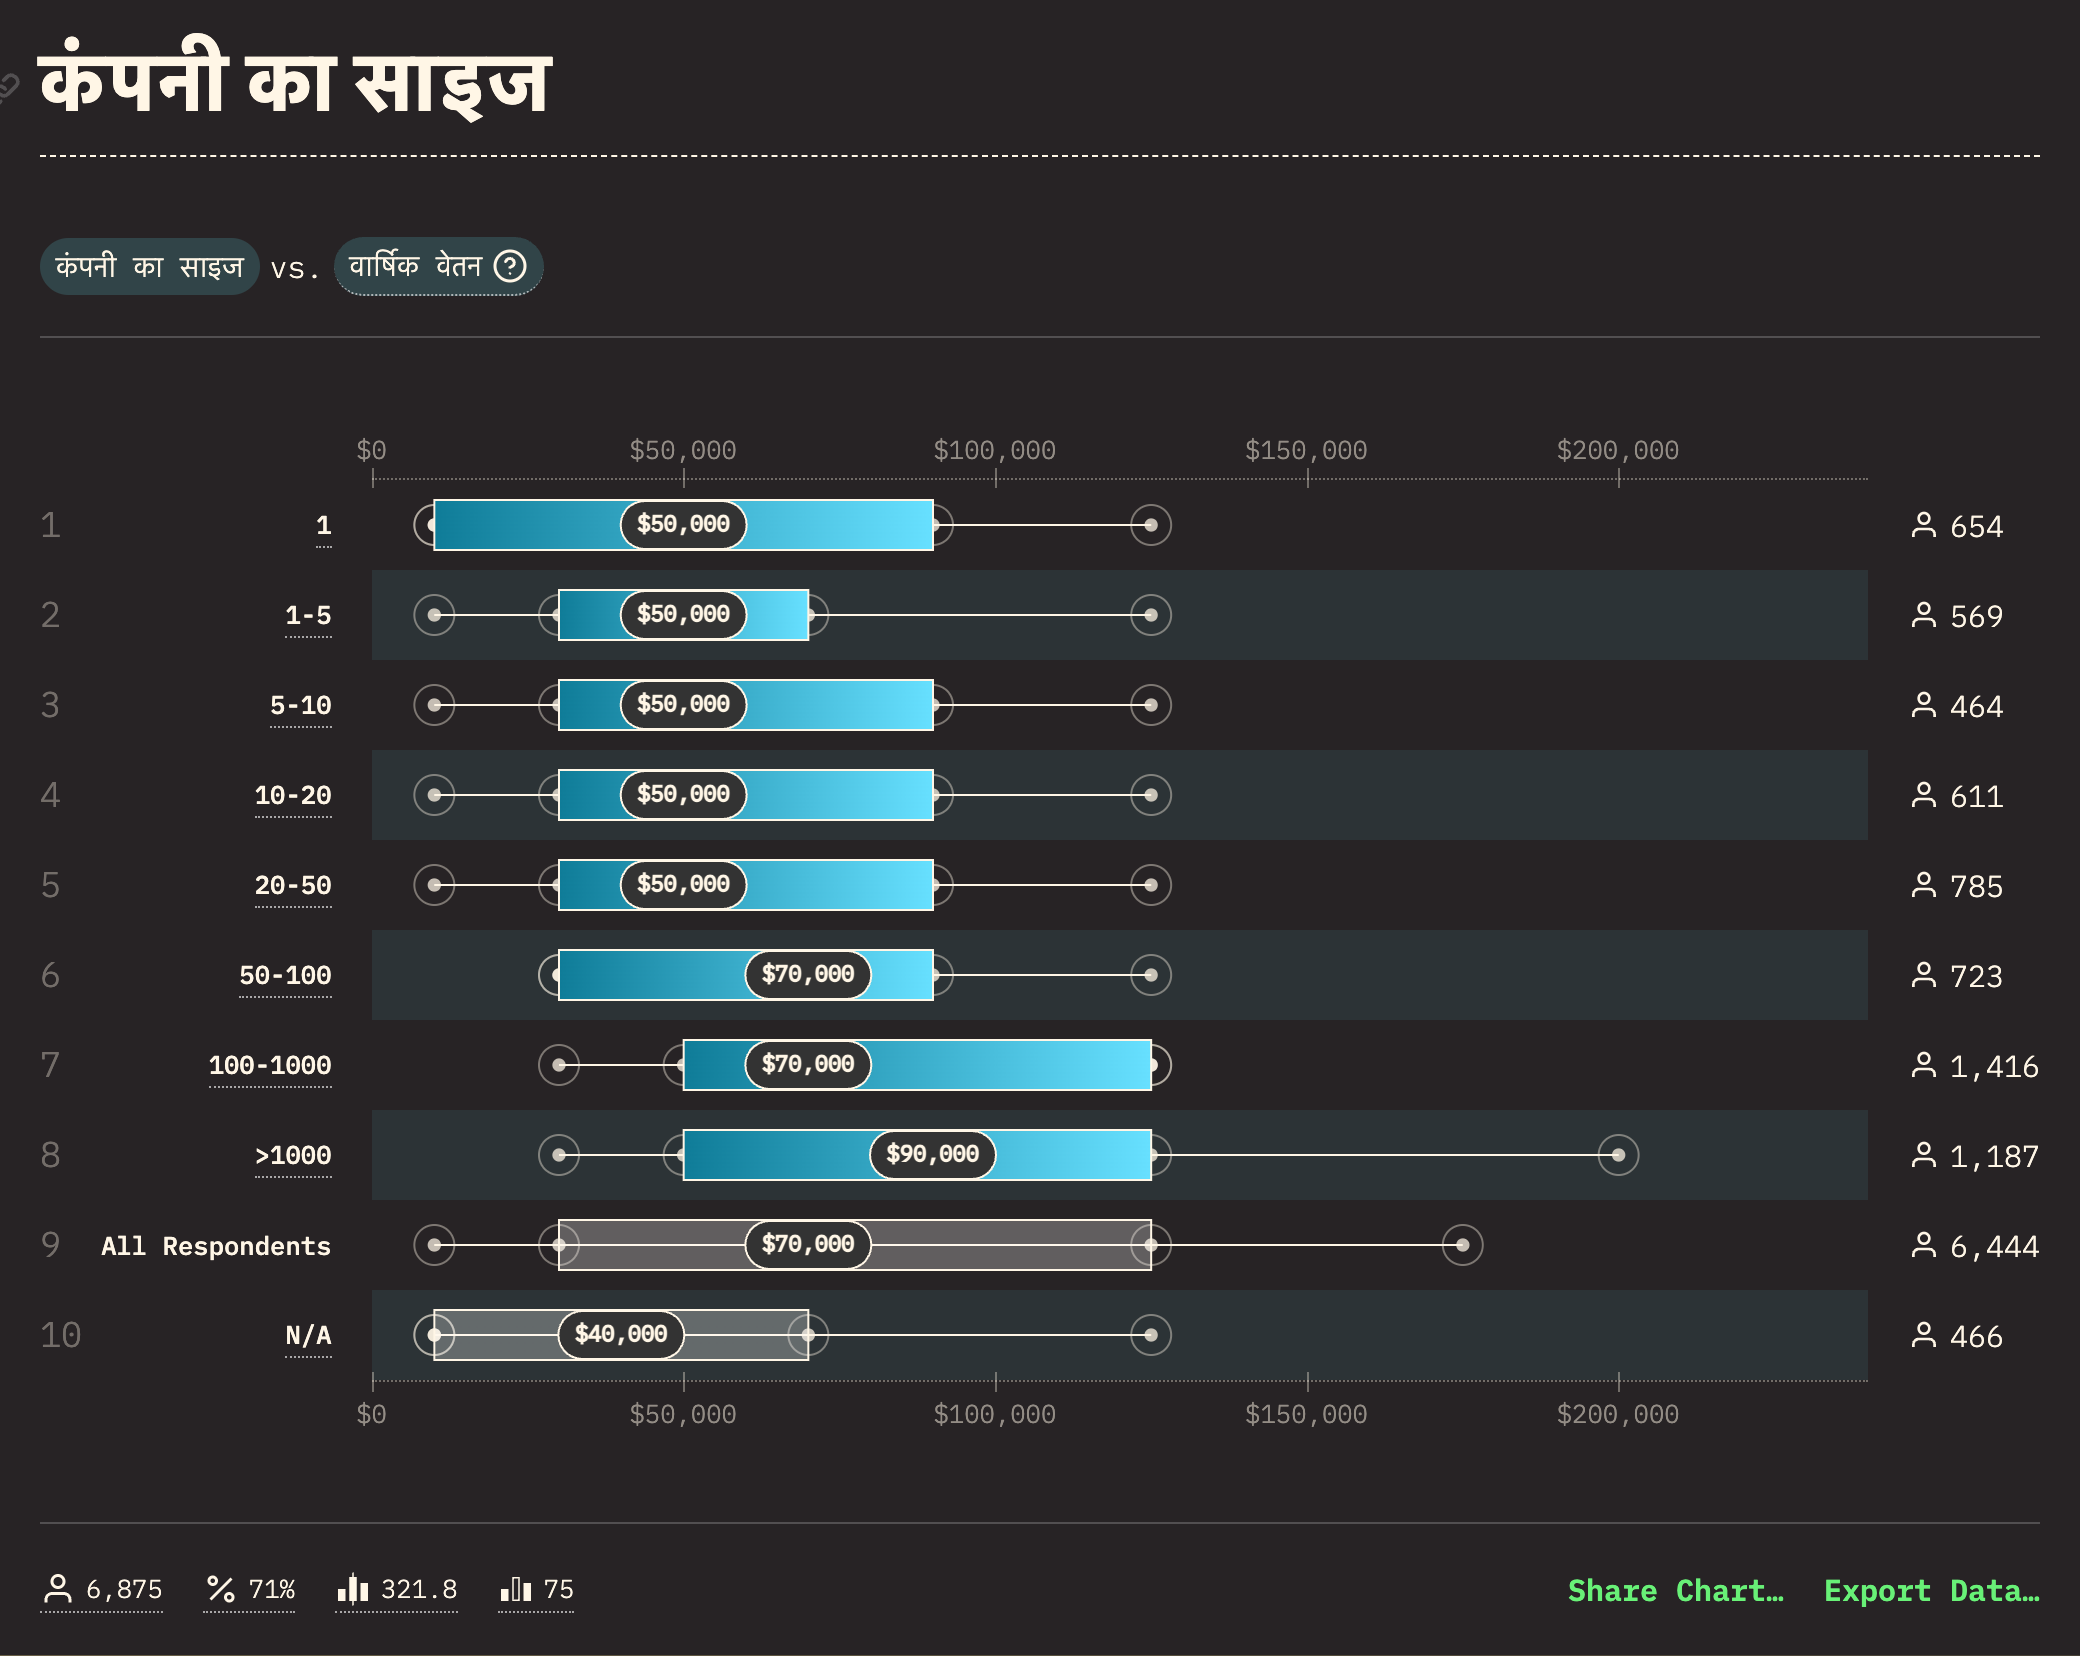 कंपनी का साइज
कंपनी का साइज vs. वार्षिक वेतन ?
$0 $50,000 $100,000 $150,000 $200,000
1 1 $50,000 654
2 1-5 $50,000 569
3 5-10 $50,000 464
4 10-20 $50,000 611
5 20-50 $50,000 785
6 50-100 $70,000 723
7 100-1000 $70,000 1,416
8 >1000 $90,000 1,187
9 All Respondents $70,000 6,444
10 N/A $40,000 466
$0 $50,000 $100,000 $150,000 $200,000
6,875 % 71% 321.8 75 Share Chart… Export Data…